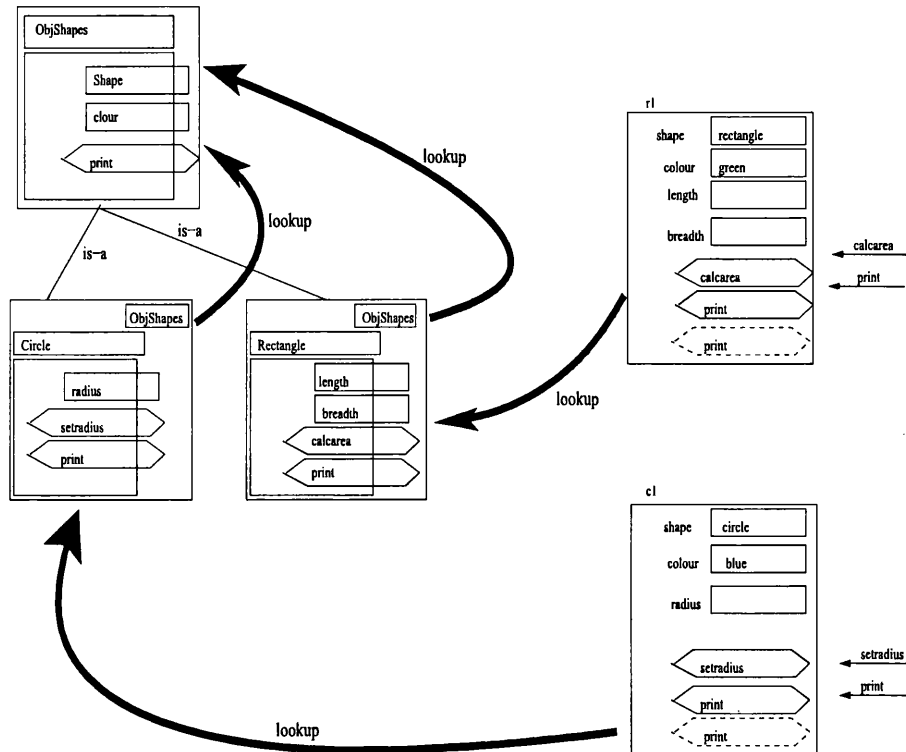 ObjShapes
Shape
clour
print
lookup
lookup
is-a
is-a
ObjShapes
Circle
radius
setradius
print
ObjShapes
Rectangle
length
breadth
calcarea
print
lookup
r1
shape rectangle
colour green
length
breadth
calcarea
print
print
calcarea
print
c1
shape circle
colour blue
radius
setradius
print
print
setradius
print
lookup